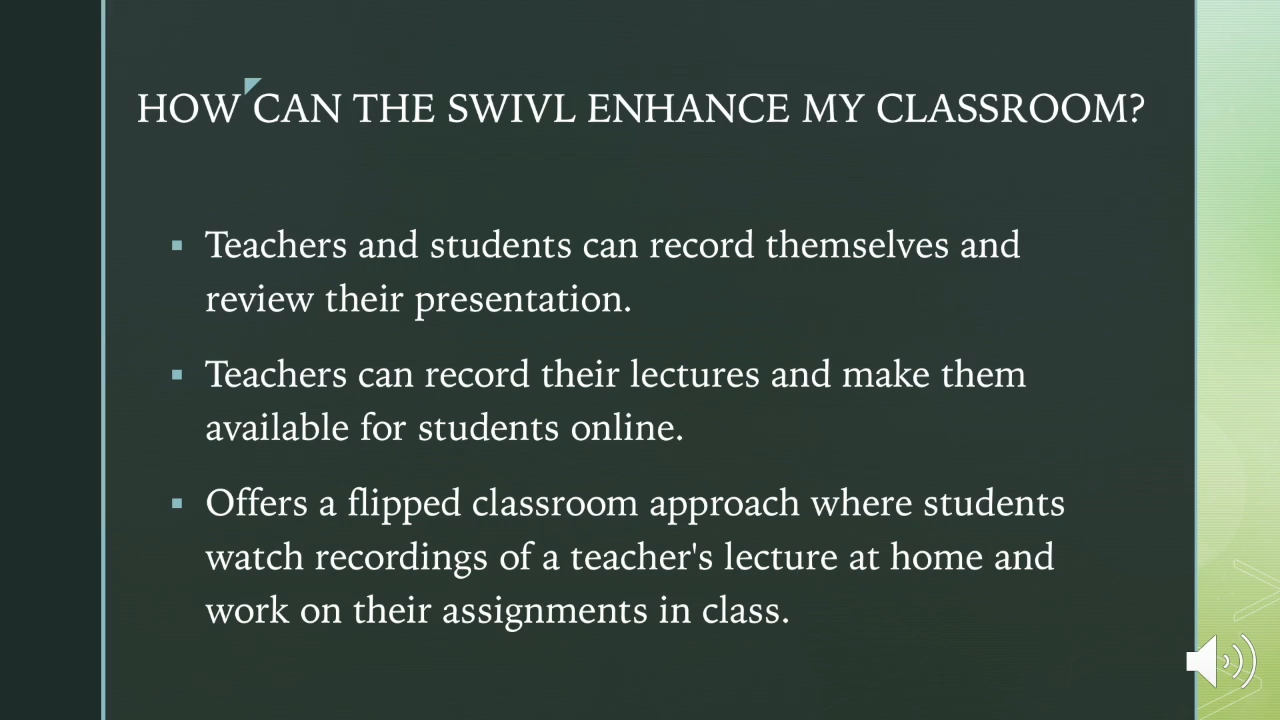 HOW CAN THE SWIVL ENHANCE MY CLASSROOM?
▪ Teachers and students can record themselves and
review their presentation.
▪ Teachers can record their lectures and make them
available for students online.
▪ Offers a flipped classroom approach where students
watch recordings of a teacher's lecture at home and
work on their assignments in class.